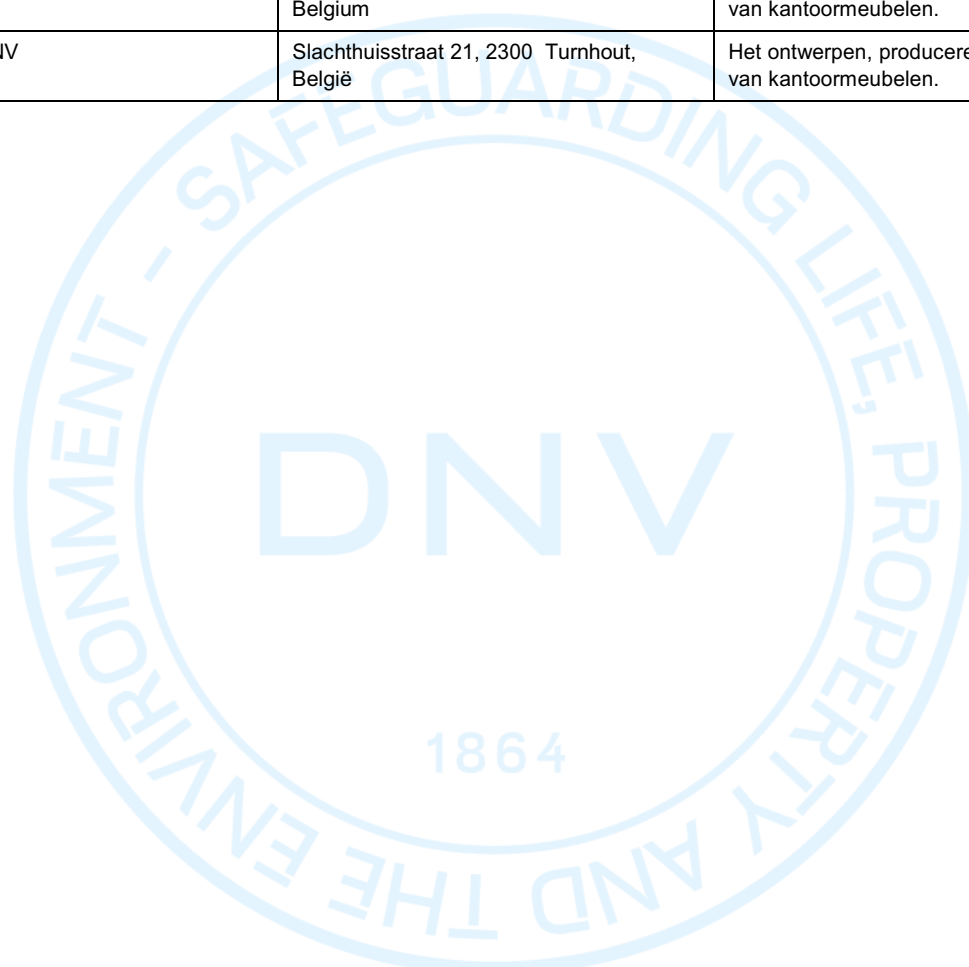 Belgium
van kantoormeubelen.
Slachthuisstraat 21, 2300 Turnhout,
België
Het ontwerpen,
van kantoormeubelen.
SAFEGUARDING LIFE, PROPERTY AND THE ENVIRONMENT -
DNV
1864